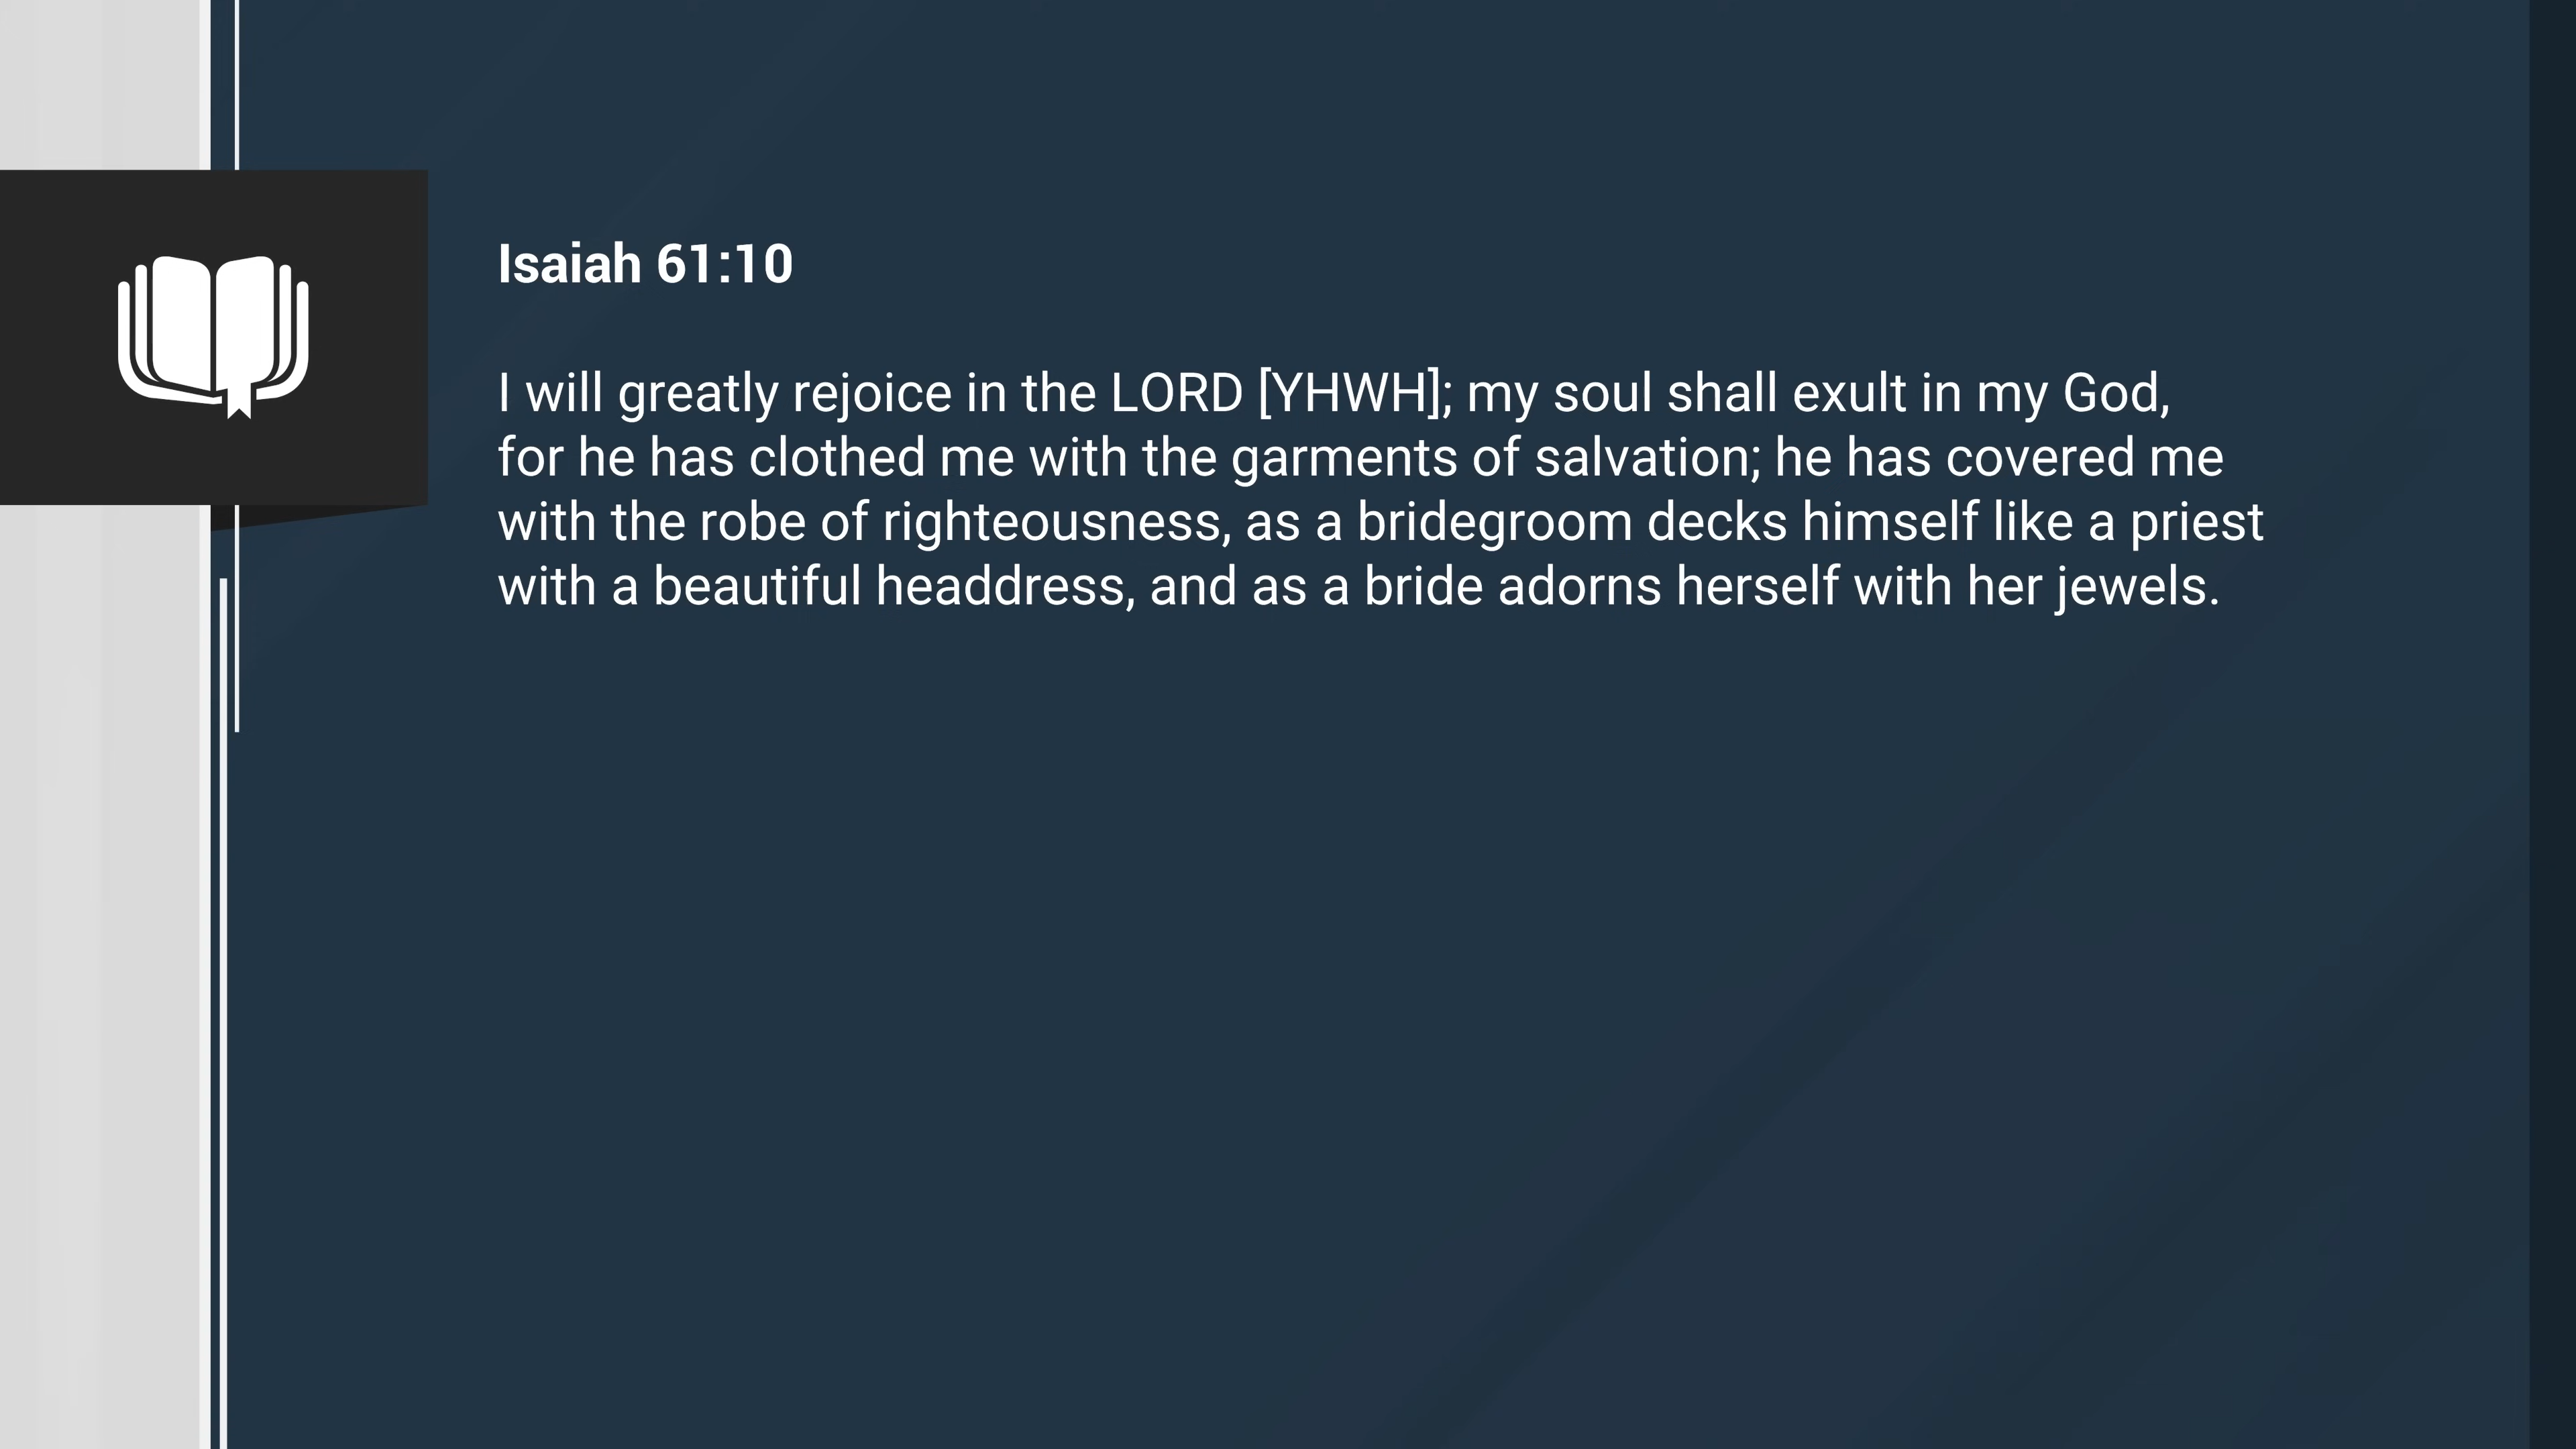 Isaiah 61:10
I will greatly rejoice in the LORD [YHWH]; my soul shall exult in my God,
for he has clothed me with the garments of salvation; he has covered me
with the robe of righteousness, as a bridegroom decks himself like a priest
with a beautiful headdress, and as a bride adorns herself with her jewels.